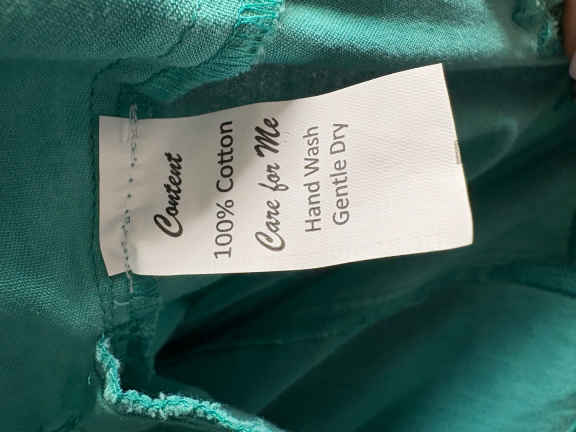 Content
100% Cotton
Care for Me
Hand Wash
Gentle Dry